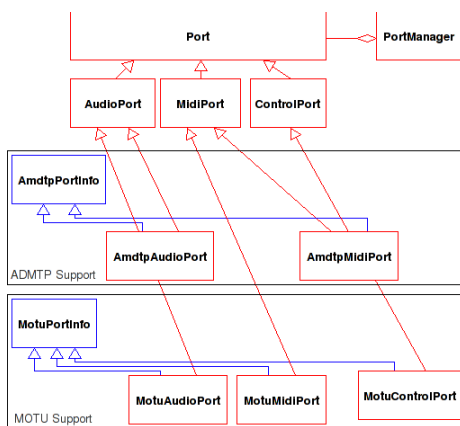 Port
PortManager
AudioPort
MidiPort
ControlPort
AmdtpPortInfo
AmdtpAudioPort
AmdtpMidiPort
ADMTP Support
MotuPortInfo
MotuAudioPort
MotuMidiPort
MotuControlPort
MOTU Support